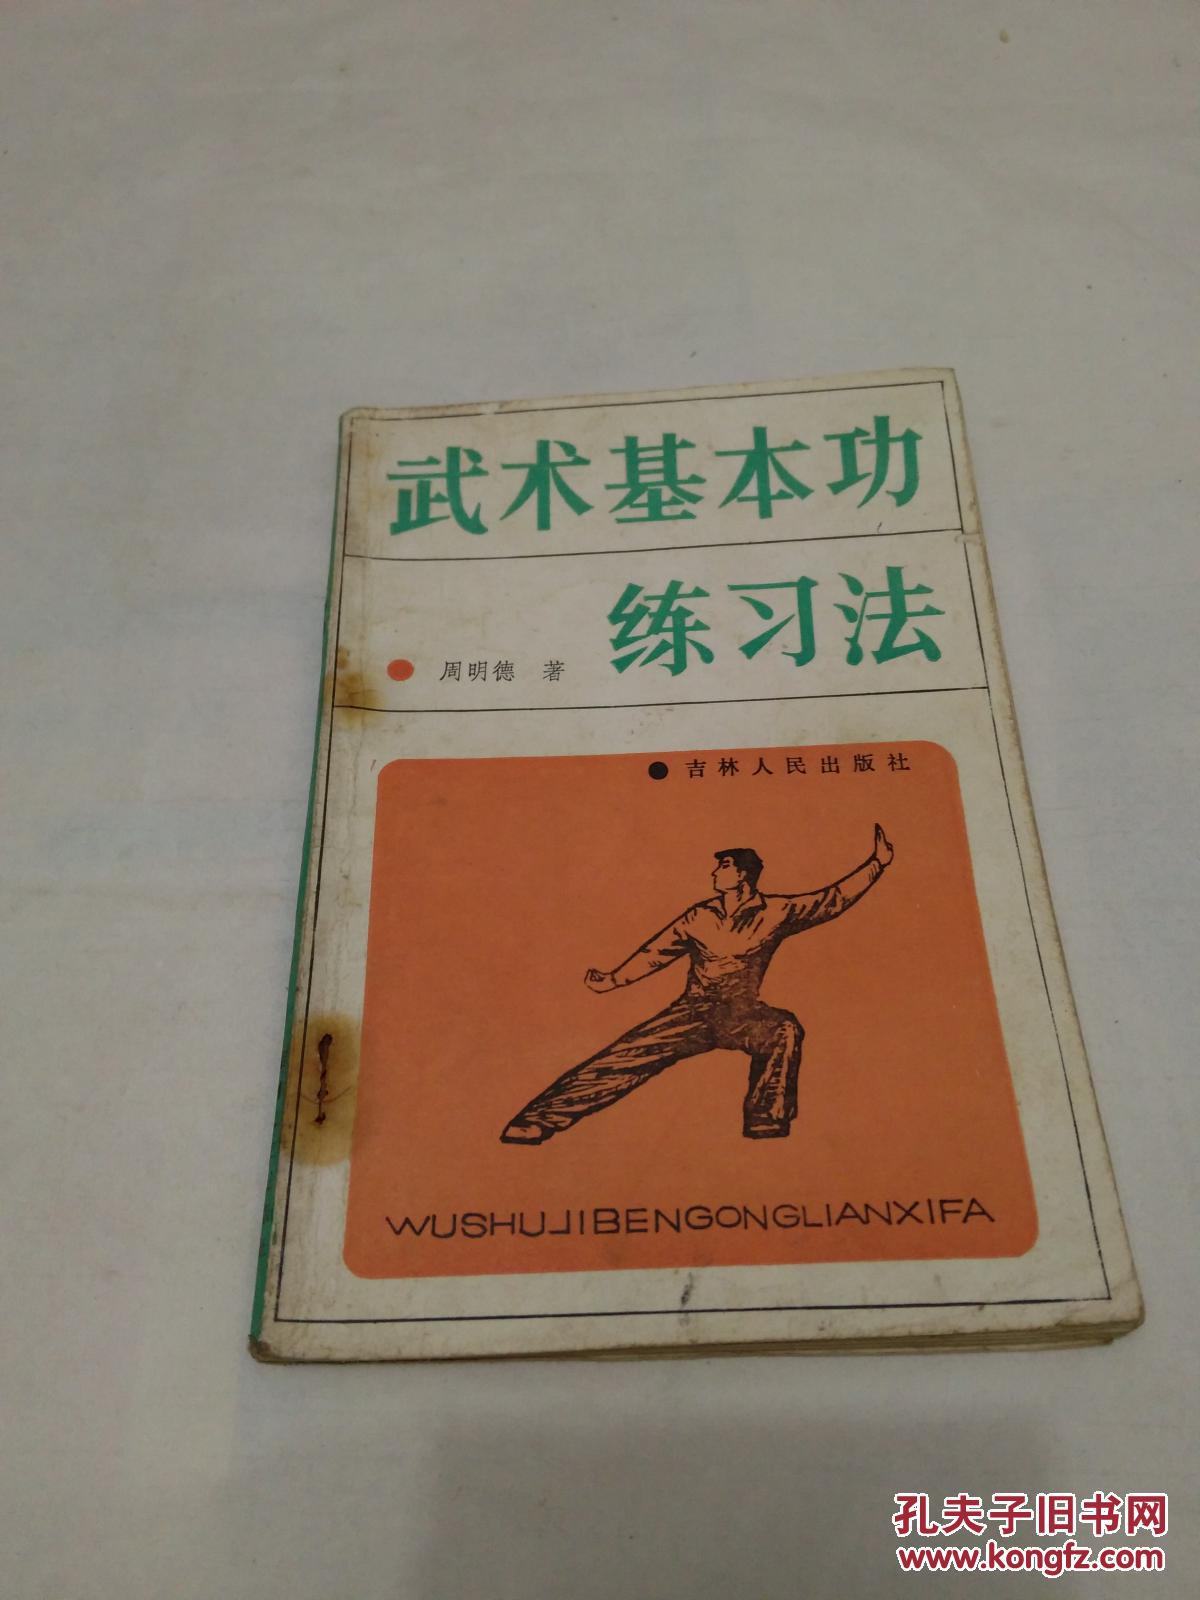 武术基本功
练习法
周明德 著
吉林人民出版社
WUSHUJIBENGONGLIANXIFA
孔夫子旧书网
www.kongfz.com